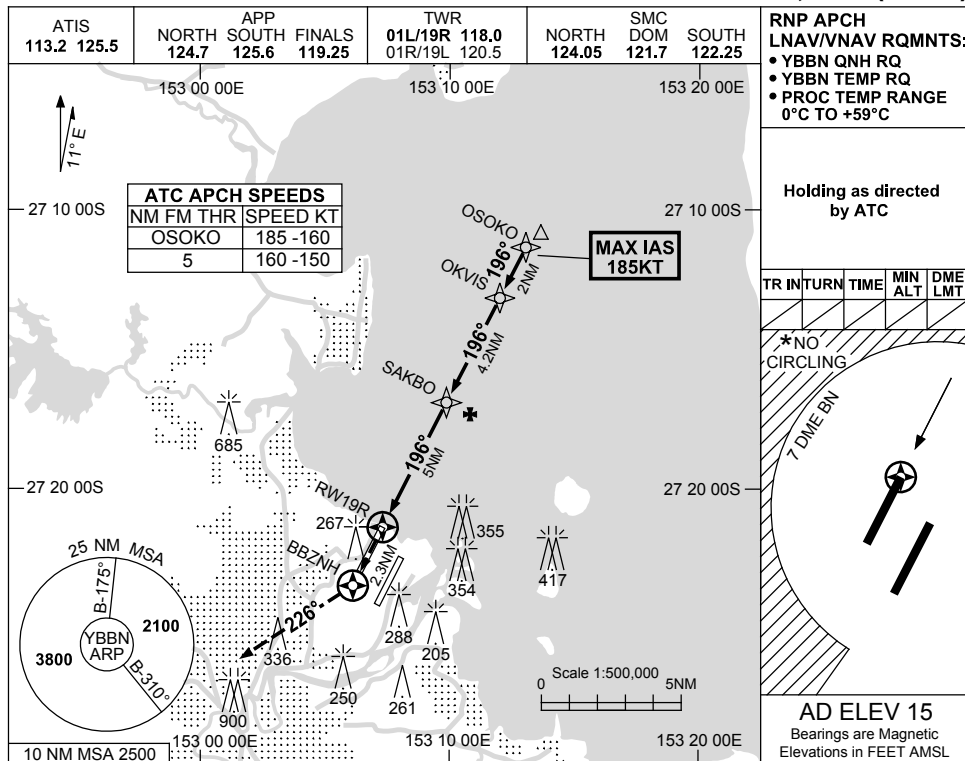 ATIS
113.2 125.5
APP
NORTH SOUTH FINALS
124.7 125.6 119.25
TWR
01L/19R 118.0
01R/19L 120.5
SMC
NORTH DOM SOUTH
124.05 121.7 122.25
RNP APCH
LNAV/VNAV RQMNTS:
• YBBN QNH RQ
• YBBN TEMP RQ
• PROC TEMP RANGE
0°C TO +59°C
153 00 00E
153 10 00E
153 20 00E
11° E
ATC APCH SPEEDS
NM FM THR SPEED KT
OSOKO 185 -160
5 160 -150
27 10 00S
27 10 00S
Holding as directed
by ATC
OSOKO
196°
2NM
MAX IAS
185KT
OKVIS
196°
4.2NM
TR IN TURN TIME MIN ALT DME LMT
SAKBO
196°
5NM
*NO
CIRCLING
7 DME BN
685
27 20 00S
RW19R
267
355
354
417
BBZNH
2.3NM
226°
288
205
336
250
261
900
25 NM MSA
B-175°
2100
YBBN
ARP
3800
B-310°
Scale 1:500,000
0 5NM
10 NM MSA 2500
153 00 00E
153 10 00E
153 20 00E
27 20 00S
AD ELEV 15
Bearings are Magnetic
Elevations in FEET AMSL